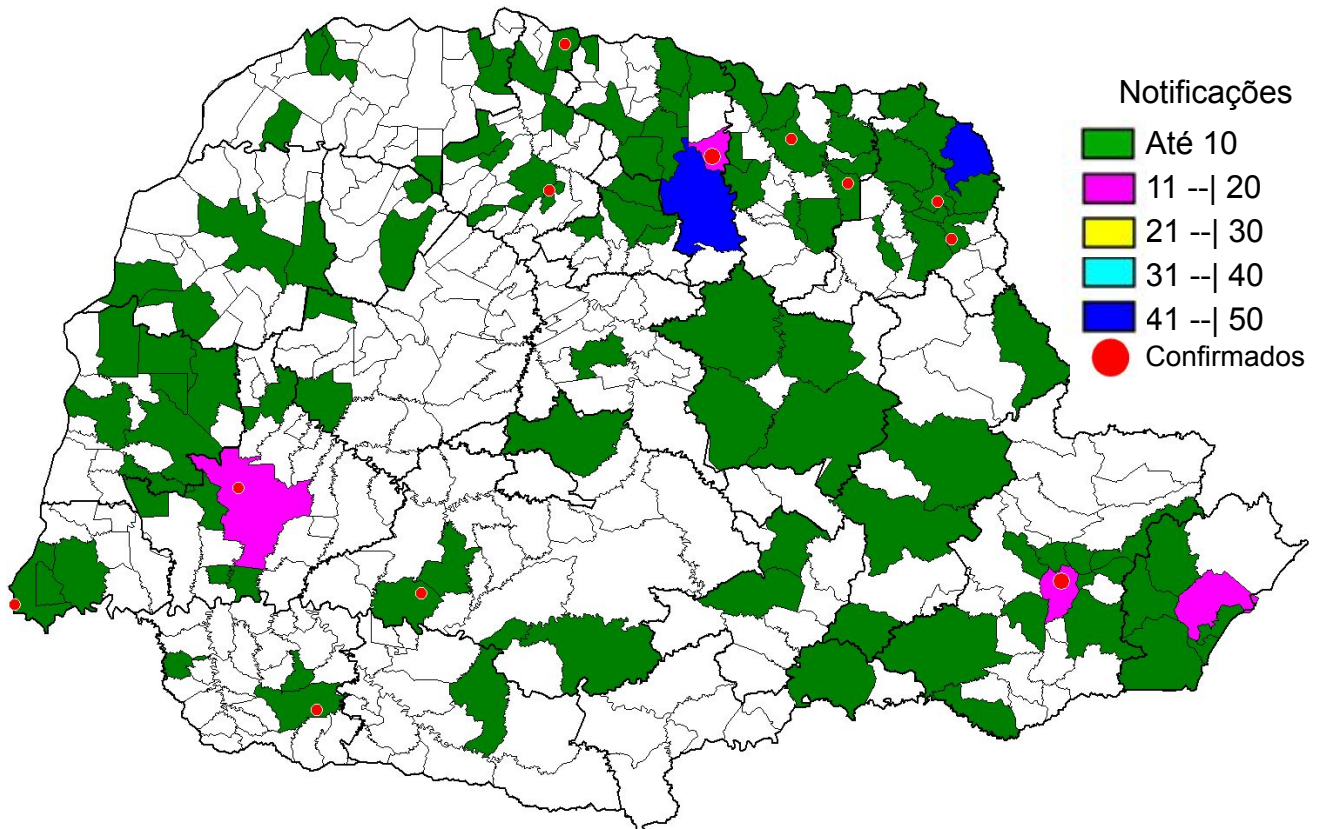 Notificações
Até 10
11 --| 20
21 --| 30
31 --| 40
41 --| 50
Confirmados